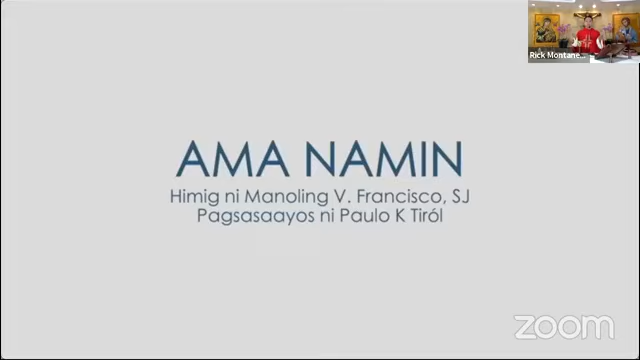 Rick Montane...
AMA NAMIN
Himig ni Manoling V. Francisco, SJ
Pagsasaayos ni Paulo K Tiról
zoom